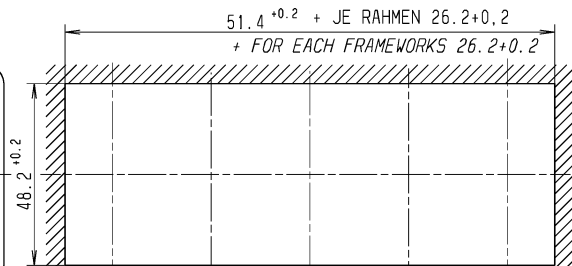 51.4 +0.2 + JE RAHMEN 26.2+0,2
+ FOR EACH FRAMEWORKS 26.2+0.2
48.2 +0.2